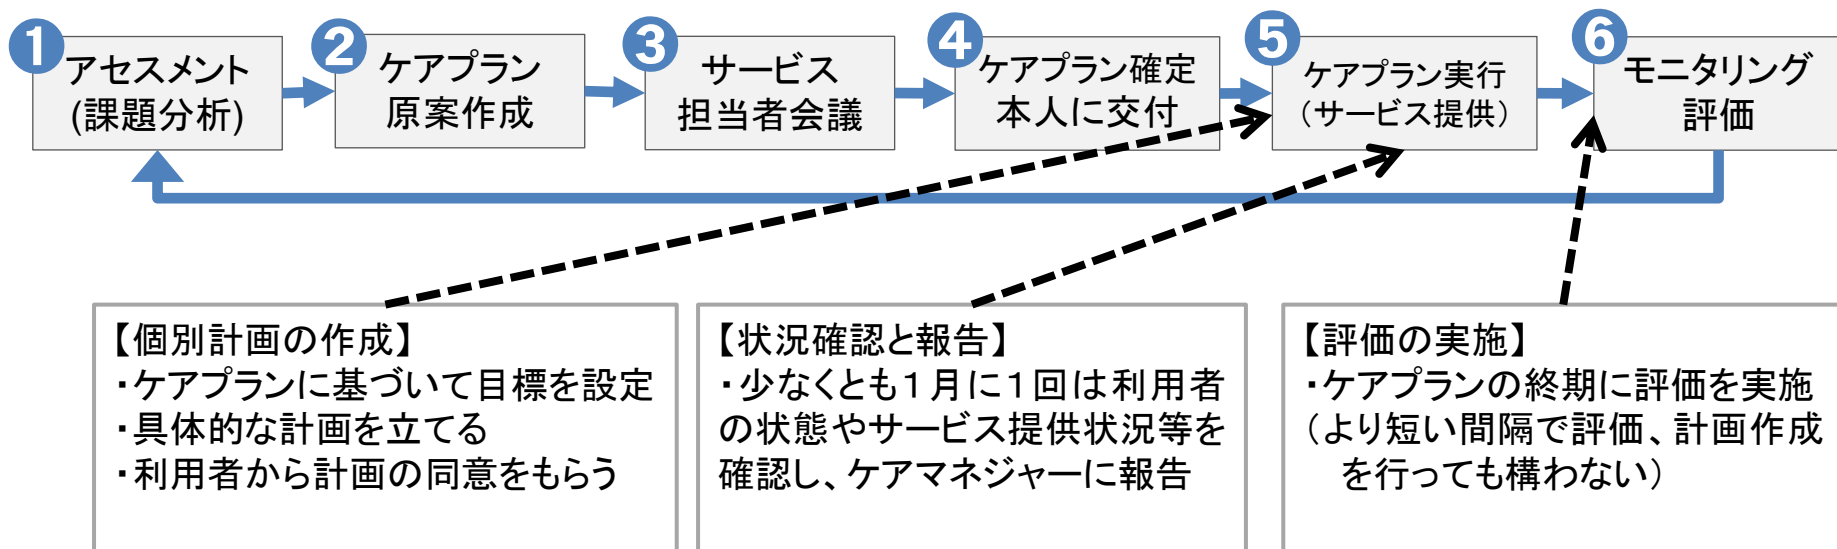 1
アセスメント
(課題分析)
2
ケアプラン
原案作成
3
サービス
担当者会議
4
ケアプラン確定
本人に交付
5
ケアプラン実行
（サービス提供）
6
モニタリング
評価
【個別計画の作成】
・ケアプランに基づいて目標を設定
・具体的な計画を立てる
・利用者から計画の同意をもらう
【状況確認と報告】
・少なくとも１月に１回は利用者
の状態やサービス提供状況等を
確認し、ケアマネジャーに報告
【評価の実施】
・ケアプランの終期に評価を実施
（より短い間隔で評価、計画作成
を行っても構わない）